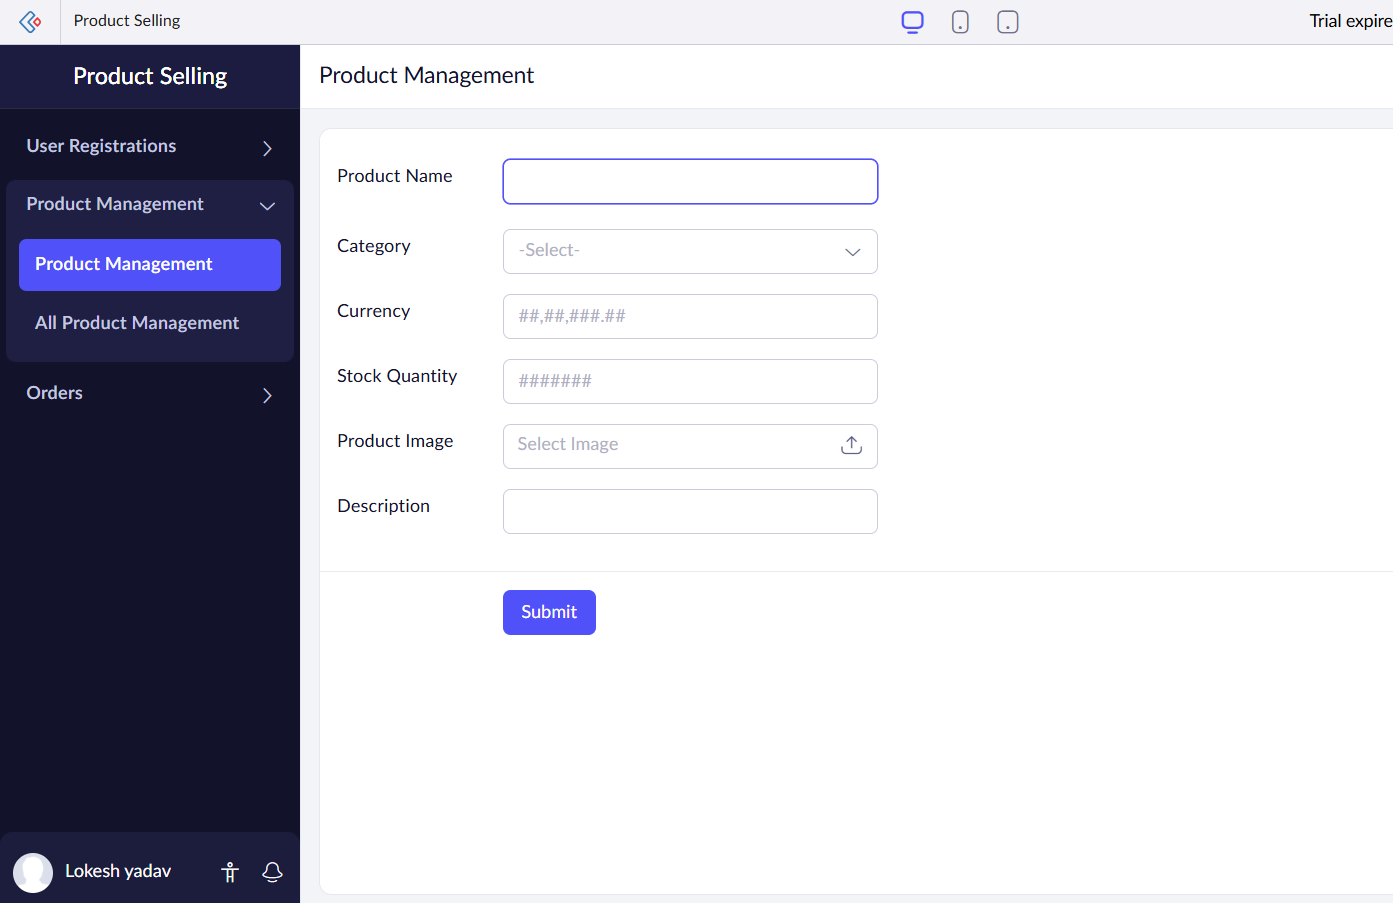 Product Selling
Trial expire
Product Selling
User Registrations
Product Management
Product Management
All Product Management
Orders
Lokesh yadav
Product Management
Product Name
Category
-Select-
Currency
##,##,###.##
Stock Quantity
#######
Product Image
Select Image
Description
Submit